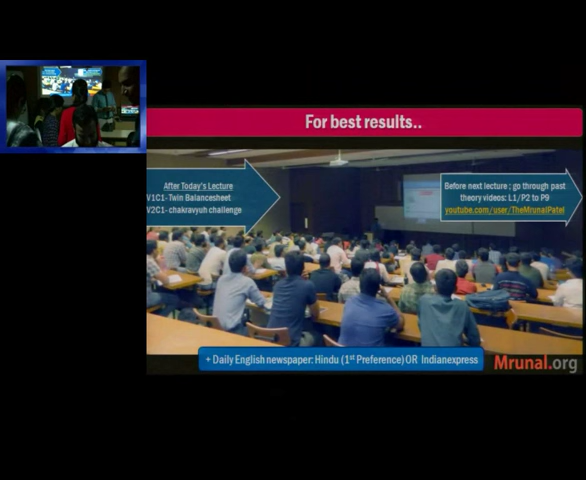 For best results..
After Today's Lecture
V1C1- Twin Balancesheet
V2C1- chakravyuh challenge
Before next lecture ; go through past
theory videos: L1/P2 to P9
youtube.com/user/TheMrunalPatel
+ Daily English newspaper: Hindu (1st Preference) OR Indianexpress
Mrunal.org